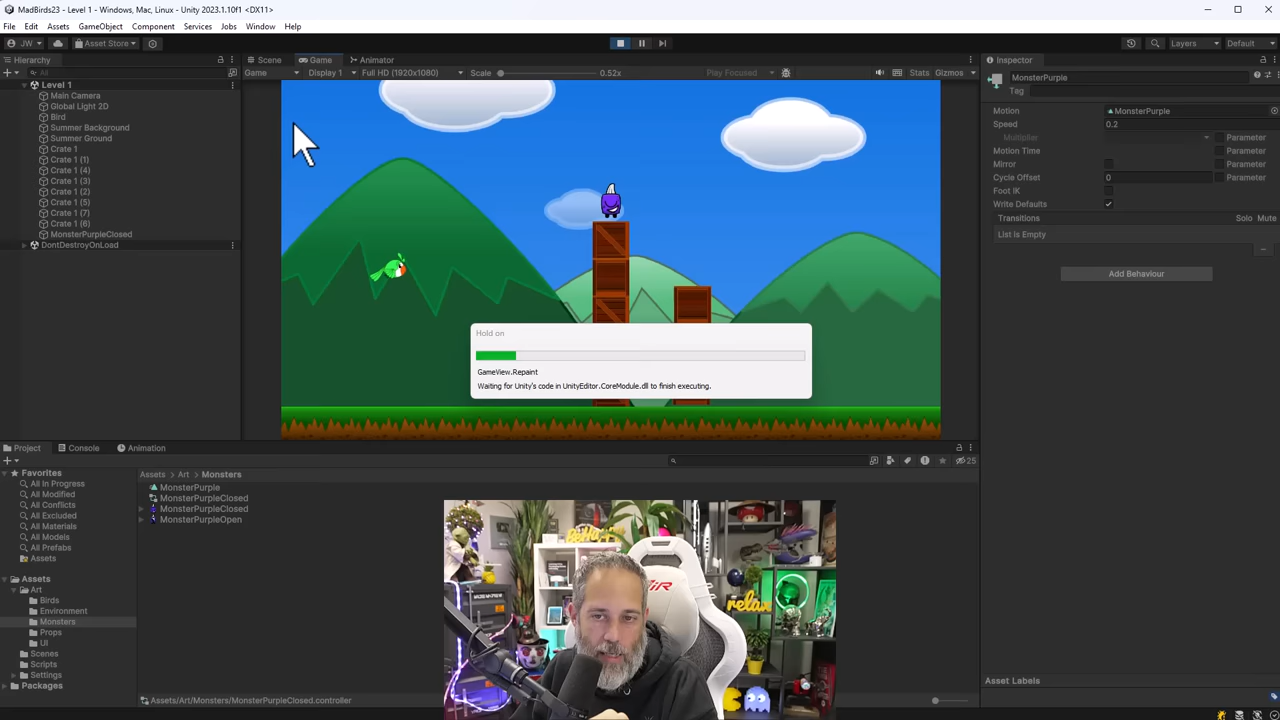 MadBirds23 - Level 1 - Windows, Mac, Linux - Unity 2023.1.10f1 <DX11>
File Edit Assets GameObject Component Services Jobs Window Help
JW Asset Store Layers Default
Hierarchy Scene Game Animator Inspector
All Game Display 1 Full HD (1920x1080) Scale 0.52x Play Focused Stats Gizmos
Level 1
Main Camera
Global Light 2D
Bird
Summer Background
Summer Ground
Crate 1
Crate 1 (1)
Crate 1 (4)
Crate 1 (3)
Crate 1 (2)
Crate 1 (5)
Crate 1 (7)
Crate 1 (6)
MonsterPurpleClosed
DontDestroyOnLoad
MonsterPurple
Tag
Motion MonsterPurple
Speed 0.2
Multiplier Parameter
Motion Time Parameter
Mirror Parameter
Cycle Offset 0 Parameter
Foot IK
Write Defaults
Transitions Solo Mute
List is Empty
Add Behaviour
Hold on
GameView.Repaint
Waiting for Unity's code in UnityEditor.CoreModule.dll to finish executing.
Project Console Animation
25
Favorites
All In Progress
All Modified
All Conflicts
All Excluded
All Materials
All Models
All Prefabs
Assets
Assets
Art
Birds
Environment
Monsters
Props
UI
Scenes
Scripts
Settings
Packages
Assets Art Monsters
MonsterPurple
MonsterPurpleClosed
MonsterPurpleClosed
MonsterPurpleOpen
relax
Assets/Art/Monsters/MonsterPurpleClosed.controller
Asset Labels